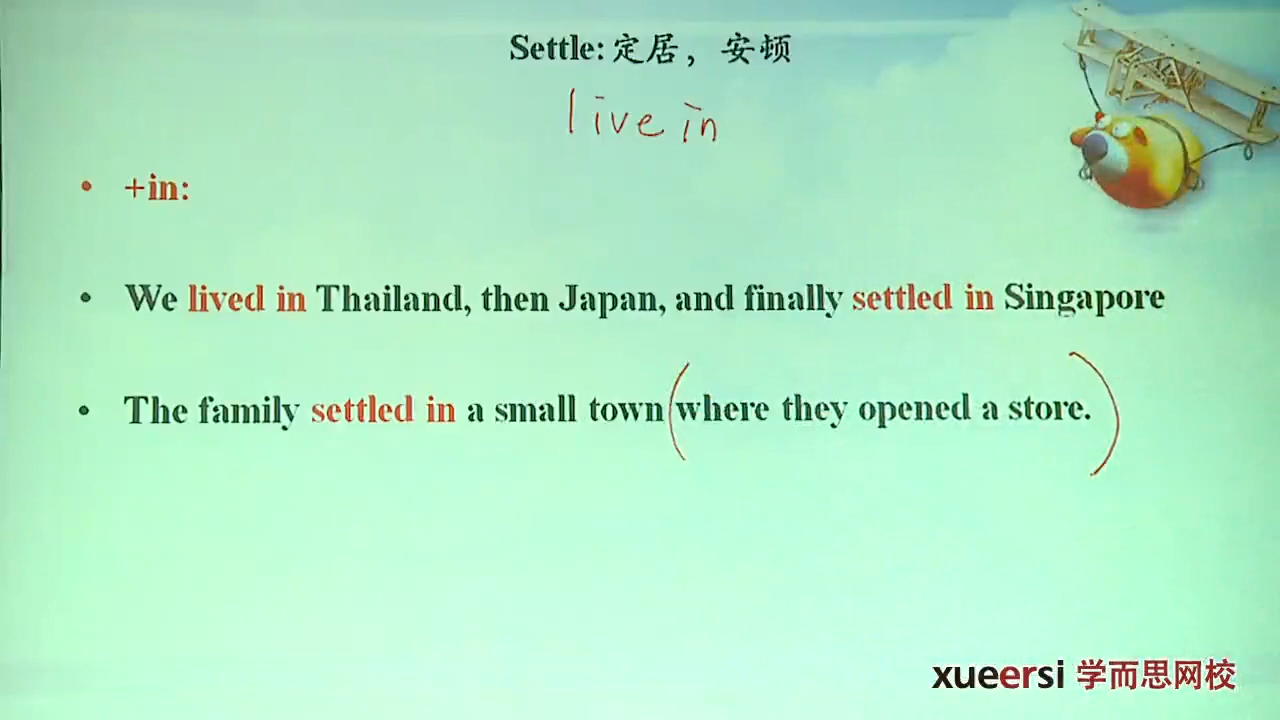 Settle: 定居，安顿
live in
• +in:
• We lived in Thailand, then Japan, and finally settled in Singapore
• The family settled in a small town (where they opened a store.)
xueersi 学而思网校